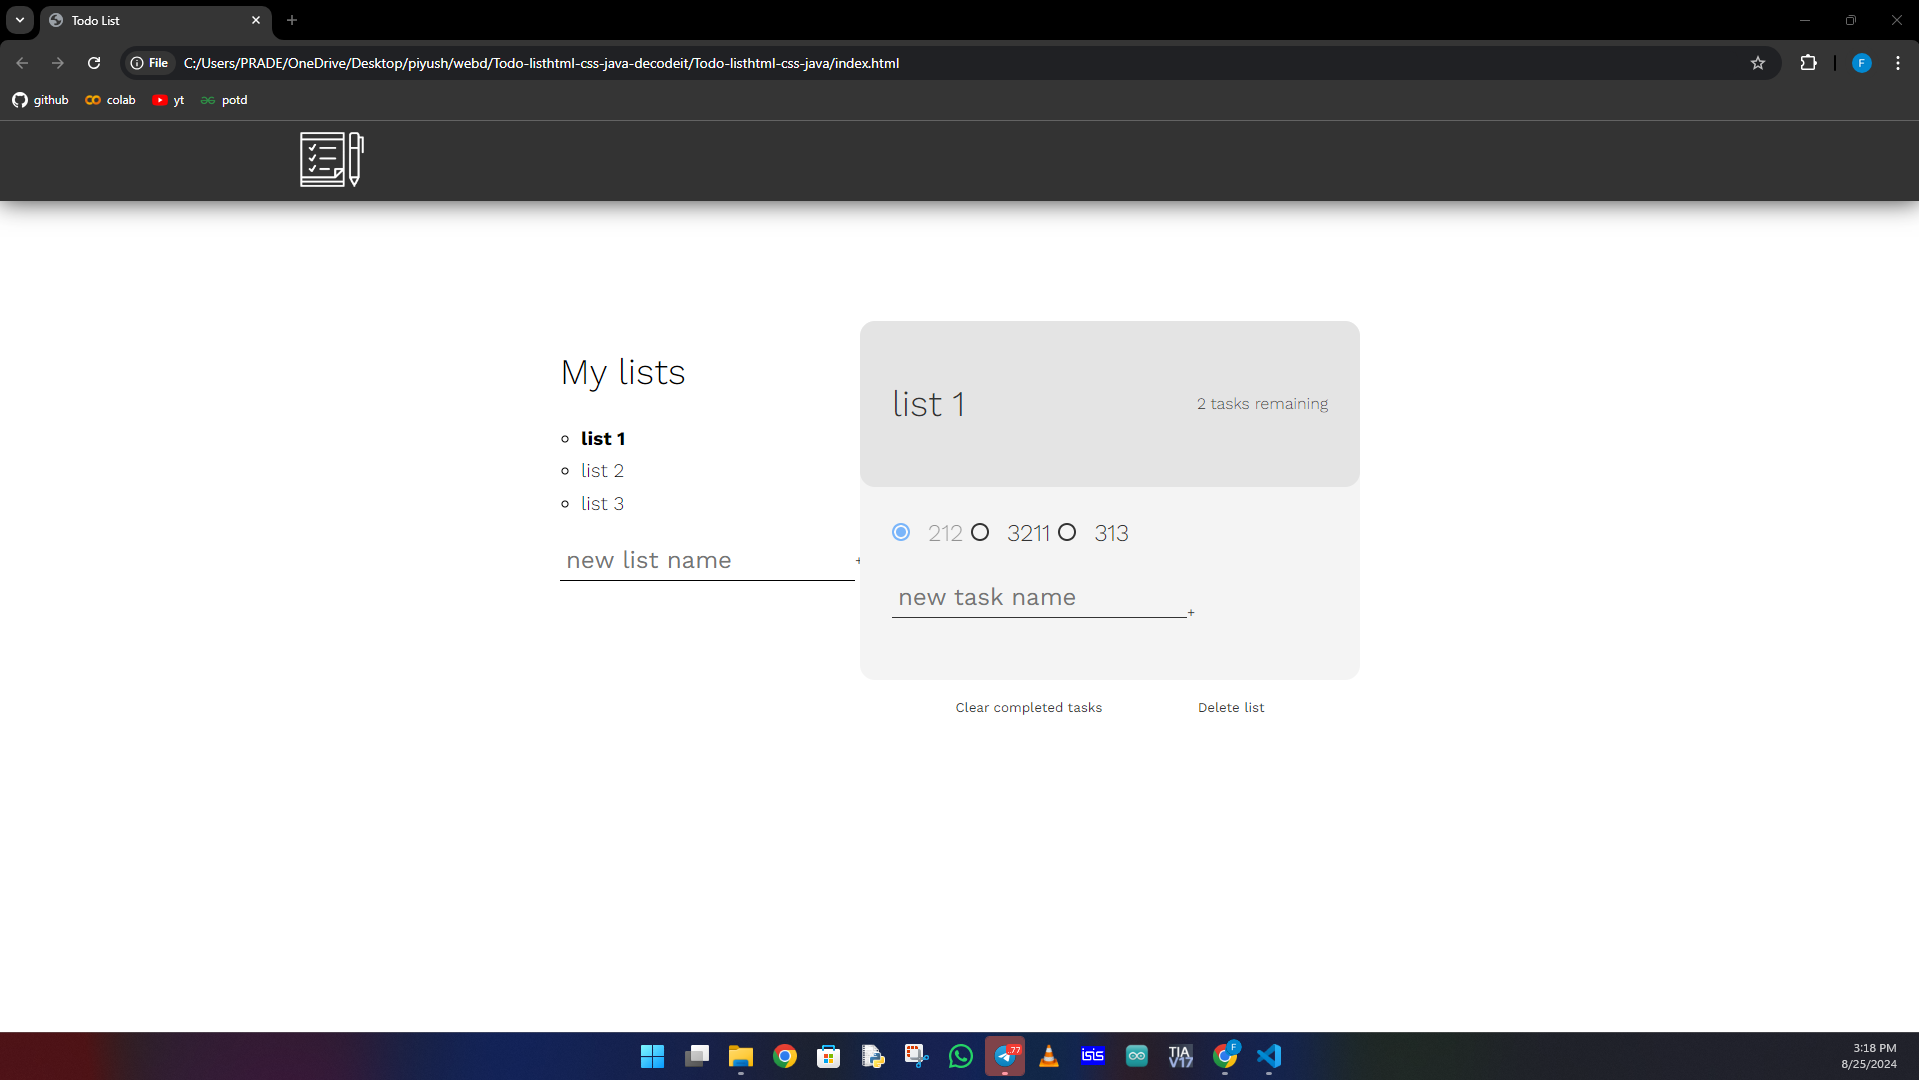 Todo List
File C:/Users/PRADE/OneDrive/Desktop/piyush/webd/Todo-listhtml-css-java-decodeit/Todo-listhtml-css-java/index.html F
github colab yt potd
My lists
list 1
list 2
list 3
new list name +
list 1 2 tasks remaining
212 3211 313
new task name +
Clear completed tasks Delete list
.77 isis TIA V17 F
3:18 PM
8/25/2024